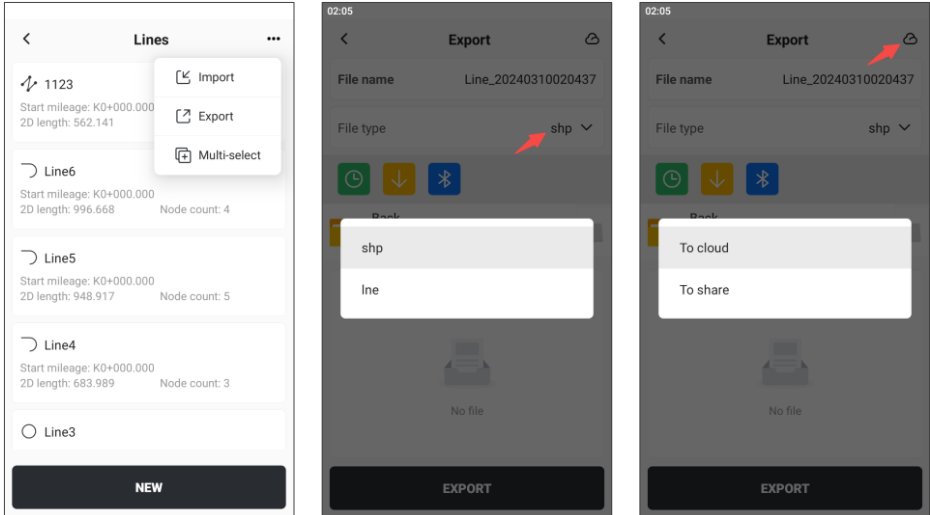 Lines
Import
Export
Multi-select
1123
Start mileage: K0+000.000
2D length: 562.141
Line6
Start mileage: K0+000.000
2D length: 996.668 Node count: 4
Line5
Start mileage: K0+000.000
2D length: 948.917 Node count: 5
Line4
Start mileage: K0+000.000
2D length: 683.989 Node count: 3
Line3
NEW
02:05
Export
File name Line_20240310020437
File type shp
Back
shp
lne
No file
EXPORT
02:05
Export
File name Line_20240310020437
File type shp
Back
To cloud
To share
No file
EXPORT